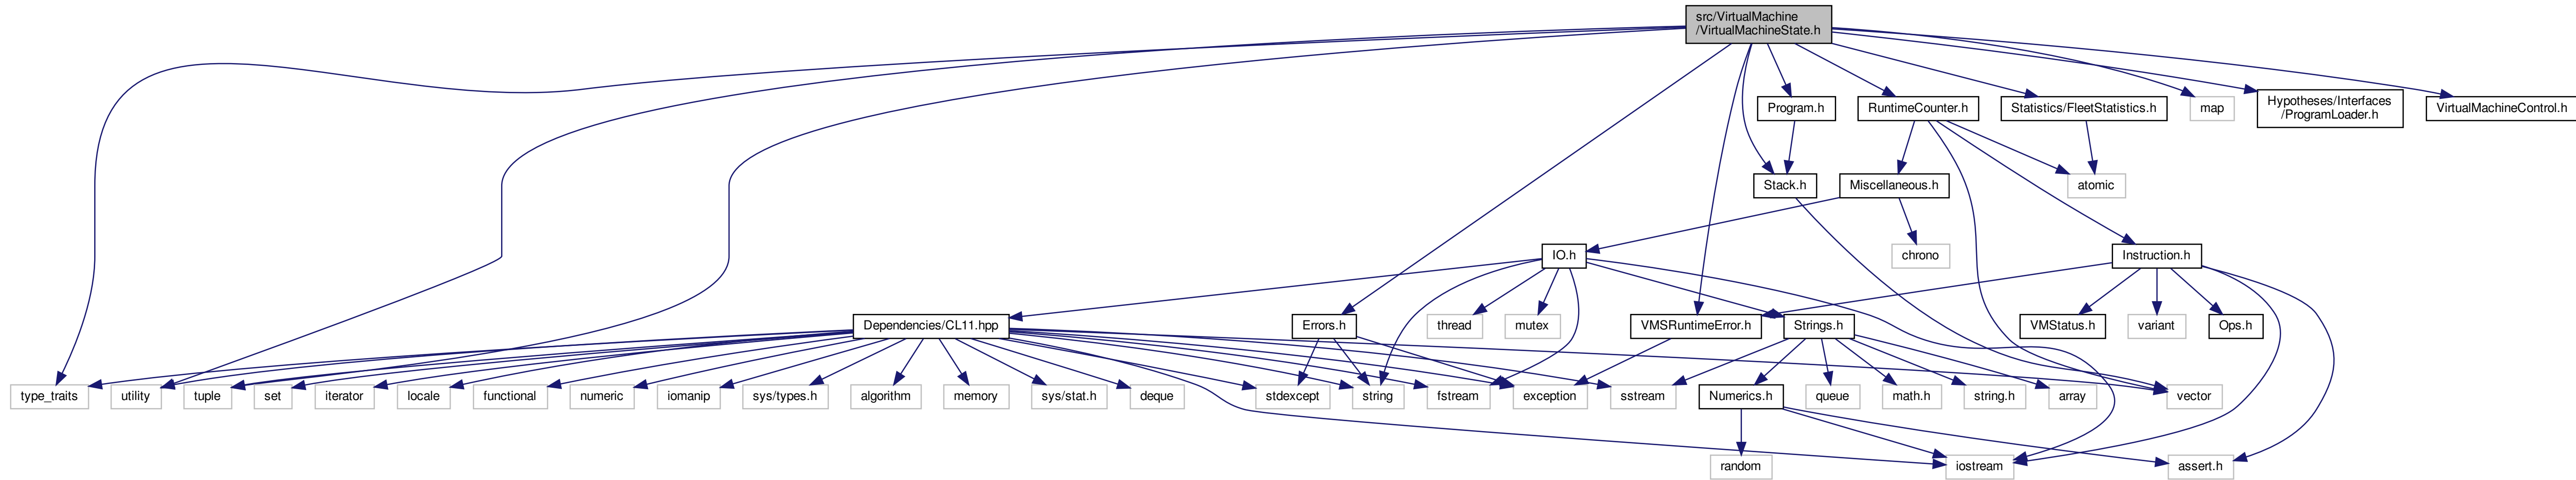 src/VirtualMachine
/VirtualMachineState.h
Program.h
RuntimeCounter.h
Statistics/FleetStatistics.h
map
Hypotheses/Interfaces
/ProgramLoader.h
VirtualMachineControl.h
Stack.h
Miscellaneous.h
atomic
IO.h
chrono
Instruction.h
Dependencies/CL11.hpp
Errors.h
thread
mutex
VMSRuntimeError.h
Strings.h
VMStatus.h
variant
Ops.h
type_traits
utility
tuple
set
iterator
locale
functional
numeric
iomanip
sys/types.h
algorithm
memory
sys/stat.h
deque
stdexcept
string
fstream
exception
sstream
Numerics.h
queue
math.h
string.h
array
vector
random
iostream
assert.h